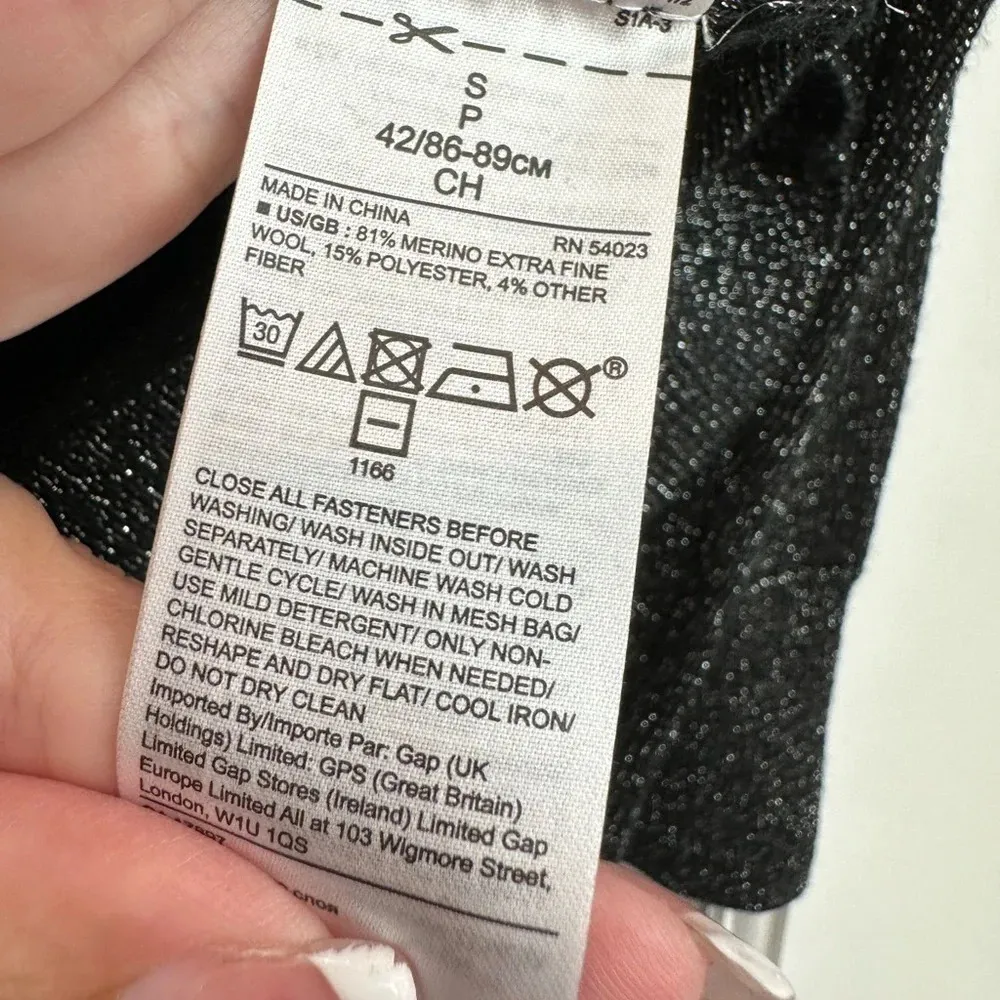 S1A-3
S
P
42/86-89CM
CH
MADE IN CHINA
RN 54023
US/GB : 81% MERINO EXTRA FINE
WOOL, 15% POLYESTER, 4% OTHER
FIBER
30
®
1166
CLOSE ALL FASTENERS BEFORE
WASHING/ WASH INSIDE OUT/ WASH
SEPARATELY/ MACHINE WASH COLD
GENTLE CYCLE/ WASH IN MESH BAG/
USE MILD DETERGENT/ ONLY NON-
CHLORINE BLEACH WHEN NEEDED/
RESHAPE AND DRY FLAT/ COOL IRON/
DO NOT DRY CLEAN
Imported By/Importe Par: Gap (UK
Holdings) Limited: GPS (Great Britain)
Limited Gap Stores (Ireland) Limited Gap
Europe Limited All at 103 Wigmore Street,
London, W1U 1QS